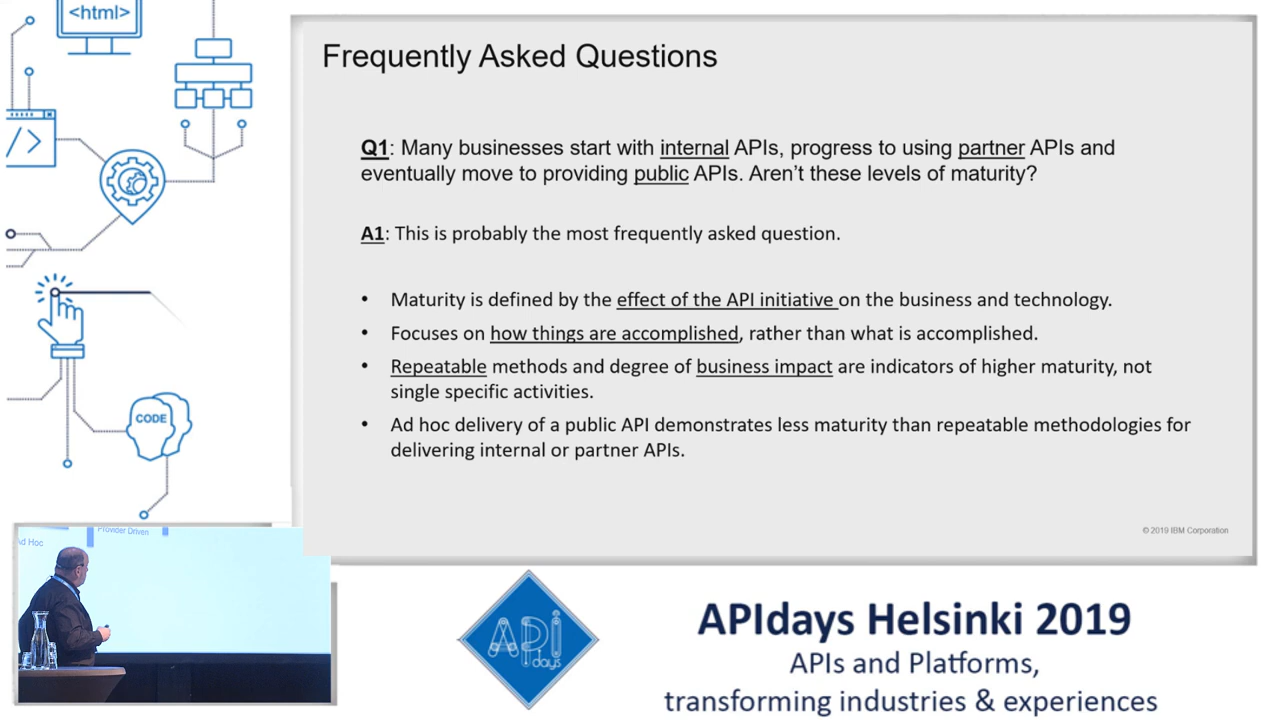 <html>
Frequently Asked Questions
Q1: Many businesses start with internal APIs, progress to using partner APIs and
eventually move to providing public APIs. Aren't these levels of maturity?
A1: This is probably the most frequently asked question.
</>
• Maturity is defined by the effect of the API initiative on the business and technology.
• Focuses on how things are accomplished, rather than what is accomplished.
• Repeatable methods and degree of business impact are indicators of higher maturity, not
single specific activities.
• Ad hoc delivery of a public API demonstrates less maturity than repeatable methodologies for
delivering internal or partner APIs.
CODE
© 2019 IBM Corporation
Ad Hoc
Provider Driven
API
days
APIdays Helsinki 2019
APIs and Platforms,
transforming industries & experiences